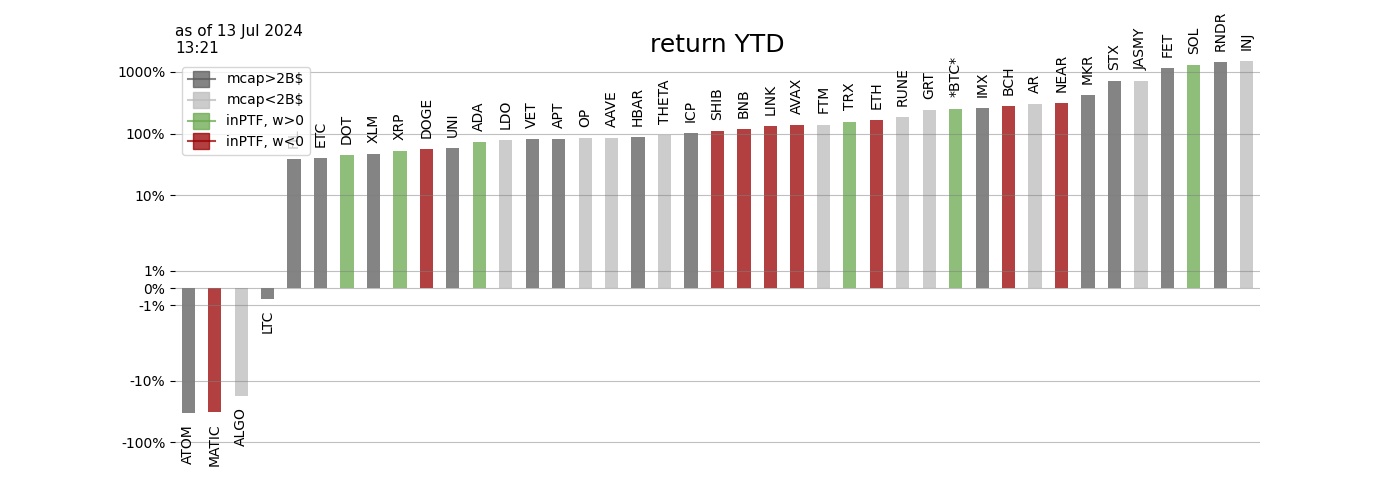 as of 13 Jul 2024
13:21
return YTD
mcap>2B$
mcap<2B$
inPTF, w>0
inPTF, w<0
1000%
100%
10%
1%
0%
-1%
-10%
-100%
ATOM
MATIC
ALGO
LTC
ETC
DOT
XLM
XRP
DOGE
UNI
ADA
LDO
VET
APT
OP
AAVE
HBAR
THETA
ICP
SHIB
BNB
LINK
AVAX
FTM
TRX
ETH
RUNE
GRT
*BTC*
IMX
BCH
AR
NEAR
MKR
STX
JASMY
FET
SOL
RNDR
INJ